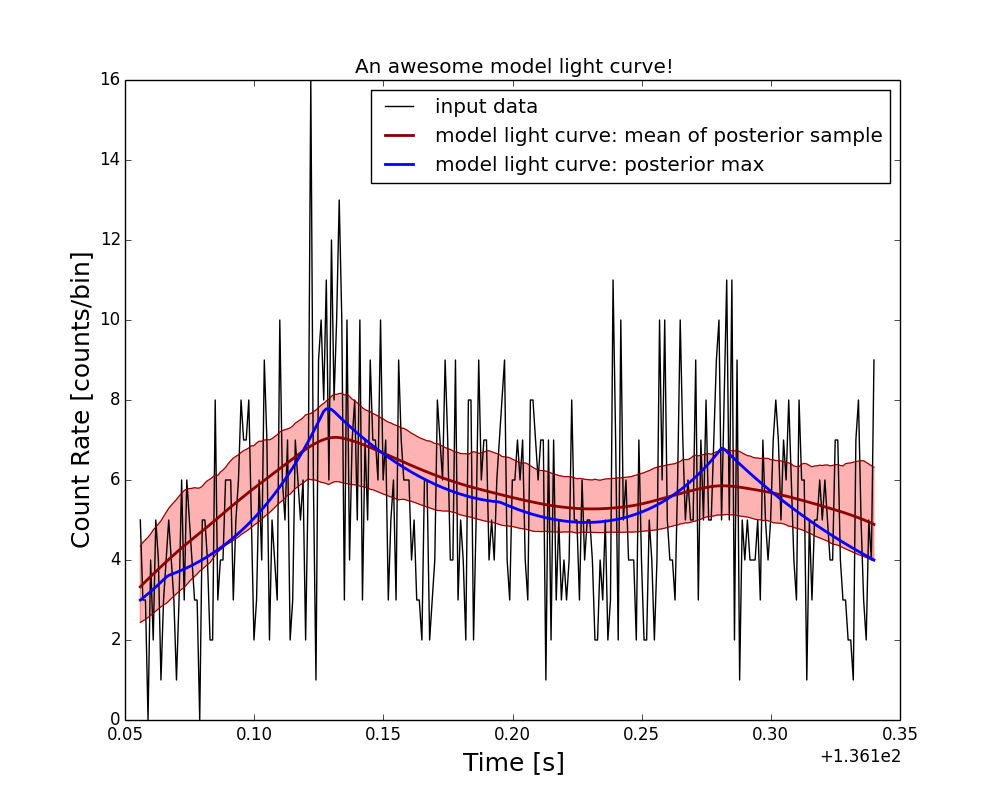 An awesome model light curve!
input data
model light curve: mean of posterior sample
model light curve: posterior max
Count Rate [counts/bin]
16
14
12
10
8
6
4
2
0
0.05 0.10 0.15 0.20 0.25 0.30 0.35
Time [s]
+1.361e2